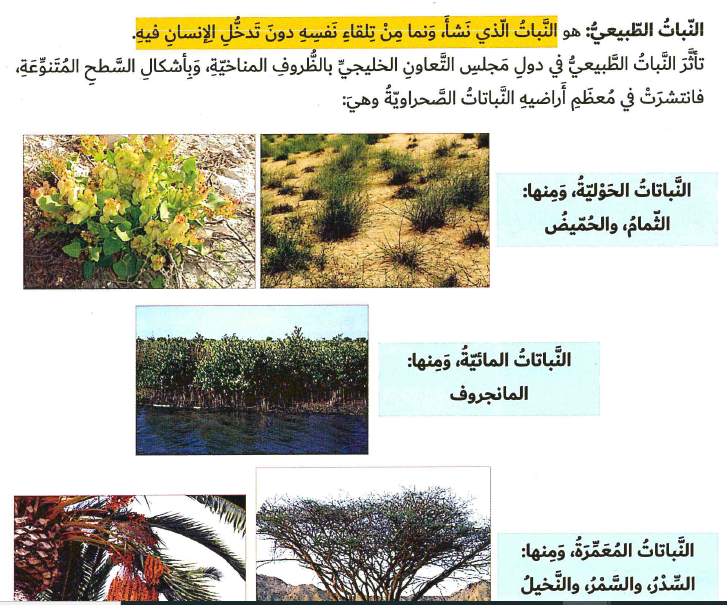 النّباتُ الطّبيعيُّ: هو النَّباتُ الّذي نَشأَ، وَنما مِنْ تِلقاءِ نَفسِهِ دونَ تَدخُّلِ الإنسانِ فيهِ.
تأثَّرَ النَّباتُ الطَّبيعيُّ في دولِ مَجلسِ التَّعاونِ الخليجيِّ بالظُّروفِ المناخيّةِ، وَبِأشكالِ السَّطحِ المُتَنوِّعَةِ،
فانتشرَتْ في مُعظَمِ أَراضيهِ النَّباتاتُ الصَّحراويّةُ وهيَ:
النَّباتاتُ الحَوْليّةُ، وَمِنها:
الثّمامُ، والحُمّيضُ
النَّباتاتُ المائيّةُ، وَمِنها:
المانجروف
النَّباتاتُ المُعَمِّرَةُ، وَمِنها:
السِّدْرُ، والسَّمْرُ، والنَّخيلُ